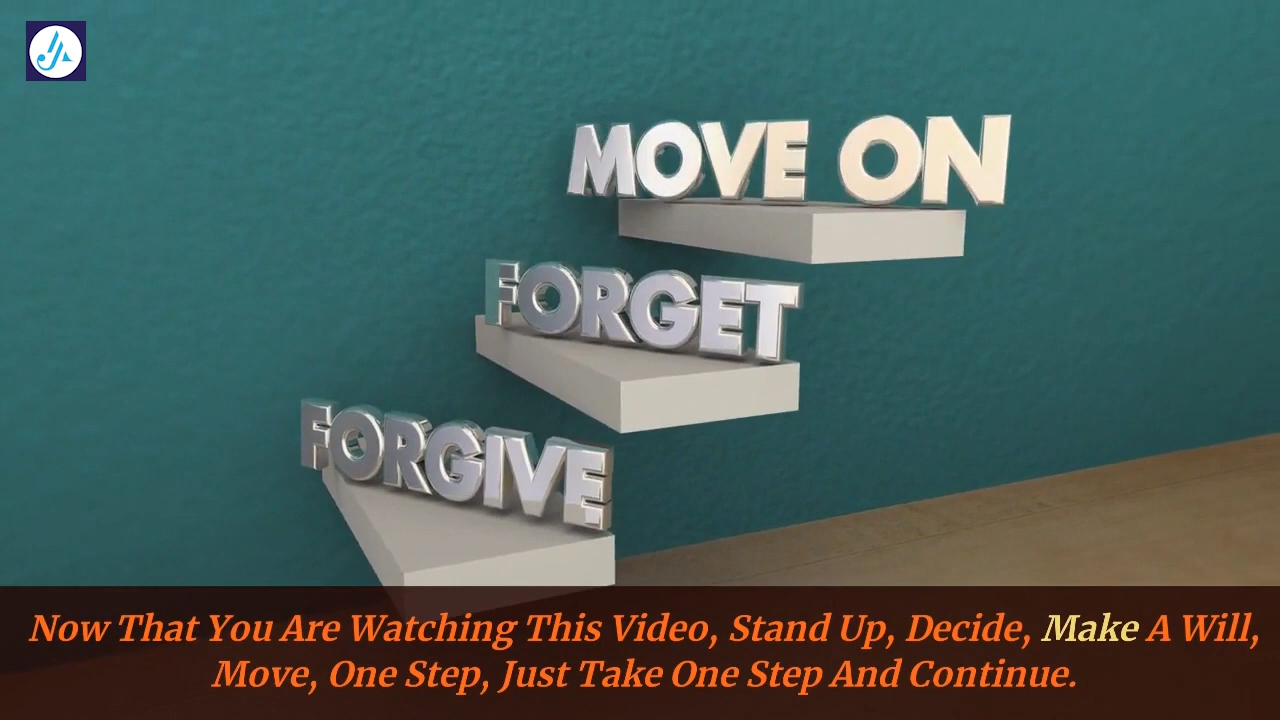 MOVE ON
FORGET
FORGIVE
Now That You Are Watching This Video, Stand Up, Decide, Make A Will,
Move, One Step, Just Take One Step And Continue.